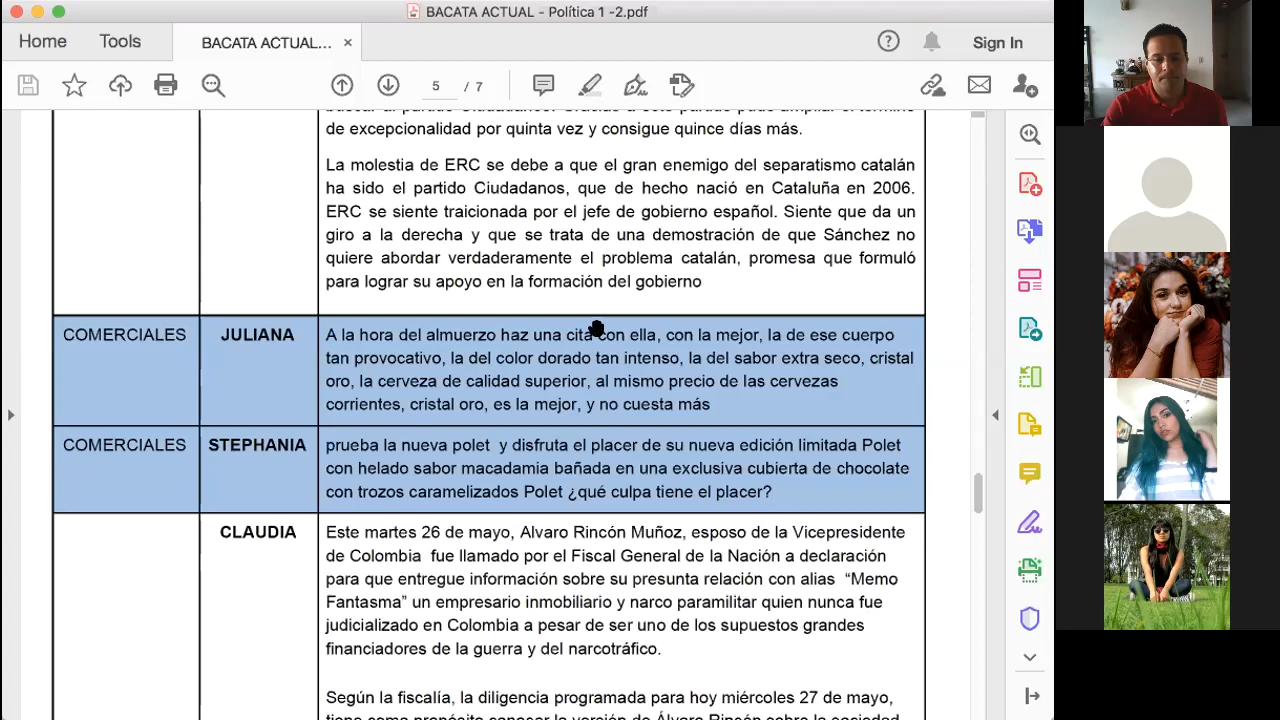 BACATA ACTUAL - Política 1 -2.pdf
Home Tools BACATA ACTUAL... × Sign In
5 / 7
de excepcionalidad por quinta vez y consigue quince días más.
La molestia de ERC se debe a que el gran enemigo del separatismo catalán
ha sido el partido Ciudadanos, que de hecho nació en Cataluña en 2006.
ERC se siente traicionada por el jefe de gobierno español. Siente que da un
giro a la derecha y que se trata de una demostración de que Sánchez no
quiere abordar verdaderamente el problema catalán, promesa que formuló
para lograr su apoyo en la formación del gobierno
COMERCIALES JULIANA A la hora del almuerzo haz una cita con ella, con la mejor, la de ese cuerpo
tan provocativo, la del color dorado tan intenso, la del sabor extra seco, cristal
oro, la cerveza de calidad superior, al mismo precio de las cervezas
corrientes, cristal oro, es la mejor, y no cuesta más
COMERCIALES STEPHANIA prueba la nueva polet y disfruta el placer de su nueva edición limitada Polet
con helado sabor macadamia bañada en una exclusiva cubierta de chocolate
con trozos caramelizados Polet ¿qué culpa tiene el placer?
CLAUDIA Este martes 26 de mayo, Alvaro Rincón Muñoz, esposo de la Vicepresidente
de Colombia fue llamado por el Fiscal General de la Nación a declaración
para que entregue información sobre su presunta relación con alias “Memo
Fantasma” un empresario inmobiliario y narco paramilitar quien nunca fue
judicializado en Colombia a pesar de ser uno de los supuestos grandes
financiadores de la guerra y del narcotráfico.
Según la fiscalía, la diligencia programada para hoy miércoles 27 de mayo,